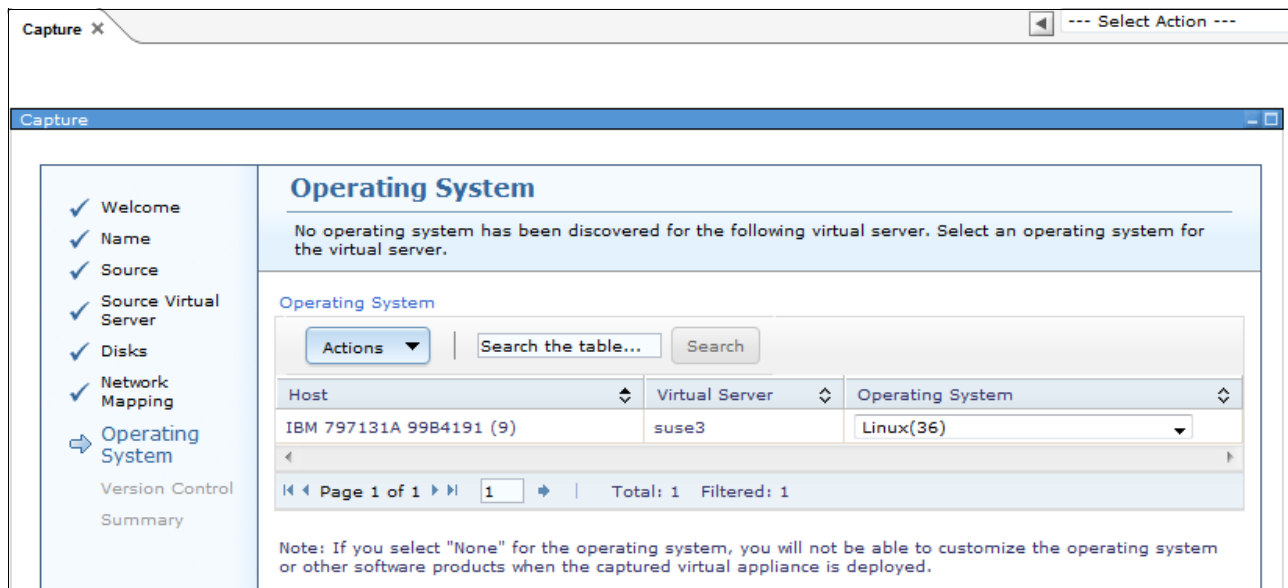 Capture
--- Select Action ---
Capture
Welcome
Name
Source
Source Virtual
Server
Disks
Network
Mapping
Operating
System
Version Control
Summary
Operating System
No operating system has been discovered for the following virtual server. Select an operating system for
the virtual server.
Operating System
Actions
Search the table...
Search
Host Virtual Server Operating System
IBM 797131A 99B4191 (9) suse3 Linux(36)
Page 1 of 1 1 Total: 1 Filtered: 1
Note: If you select "None" for the operating system, you will not be able to customize the operating system
or other software products when the captured virtual appliance is deployed.